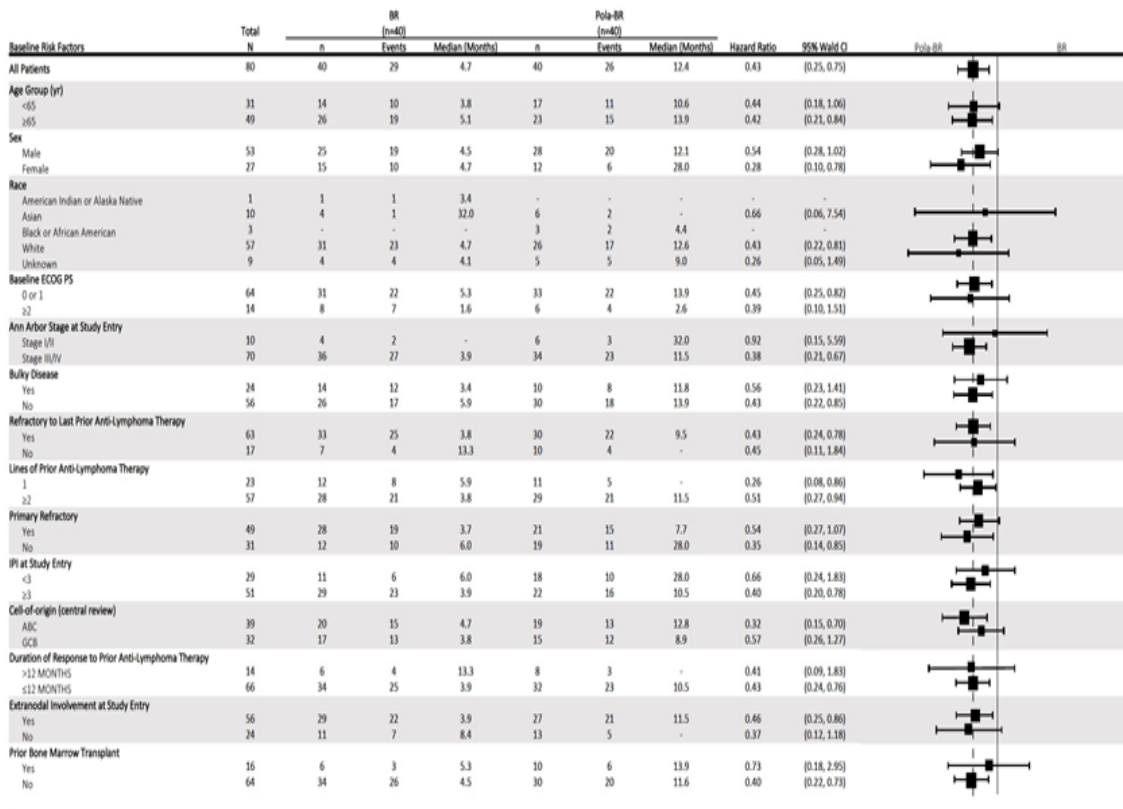 BR Pola-BR
Total (n=40) (n=40)
Baseline Risk Factors N n Events Median (Months) n Events Median (Months) Hazard Ratio 95% Wald CI Pola-BR BR
All Patients 80 40 29 4.7 40 26 12.4 0.43 (0.25, 0.75)
Age Group (yr)
<65 31 14 10 3.8 17 11 10.6 0.44 (0.18, 1.06)
≥65 49 26 19 5.1 23 15 13.9 0.42 (0.21, 0.84)
Sex
Male 53 25 19 4.5 28 20 12.1 0.54 (0.28, 1.02)
Female 27 15 10 4.7 12 6 28.0 0.28 (0.10, 0.78)
Race
American Indian or Alaska Native 1 1 1 3.4 - - - - -
Asian 10 4 1 32.0 6 2 - 0.66 (0.06, 7.54)
Black or African American 3 - - - 3 2 4.4 - -
White 57 31 23 4.7 26 17 12.6 0.43 (0.22, 0.81)
Unknown 9 4 4 4.1 5 5 9.0 0.26 (0.05, 1.49)
Baseline ECOG PS
0 or 1 64 31 22 5.3 33 22 13.9 0.45 (0.25, 0.82)
≥2 14 8 7 1.6 6 4 2.6 0.39 (0.10, 1.51)
Ann Arbor Stage at Study Entry
Stage I/II 10 4 2 - 6 3 32.0 0.92 (0.15, 5.59)
Stage III/IV 70 36 27 3.9 34 23 11.5 0.38 (0.21, 0.67)
Bulky Disease
Yes 24 14 12 3.4 10 8 11.8 0.56 (0.23, 1.41)
No 56 26 17 5.9 30 18 13.9 0.43 (0.22, 0.85)
Refractory to Last Prior Anti-Lymphoma Therapy
Yes 63 33 25 3.8 30 22 9.5 0.43 (0.24, 0.78)
No 17 7 4 13.3 10 4 - 0.45 (0.11, 1.84)
Lines of Prior Anti-Lymphoma Therapy
1 23 12 8 5.9 11 5 - 0.26 (0.08, 0.86)
≥2 57 28 21 3.8 29 21 11.5 0.51 (0.27, 0.94)
Primary Refractory
Yes 49 28 19 3.7 21 15 7.7 0.54 (0.27, 1.07)
No 31 12 10 6.0 19 11 28.0 0.35 (0.14, 0.85)
IPI at Study Entry
<3 29 11 6 6.0 18 10 28.0 0.66 (0.24, 1.83)
≥3 51 29 23 3.9 22 16 10.5 0.40 (0.20, 0.78)
Cell-of-origin (central review)
ABC 39 20 15 4.7 19 13 12.8 0.32 (0.15, 0.70)
GCB 32 17 13 3.8 15 12 8.9 0.57 (0.26, 1.27)
Duration of Response to Prior Anti-Lymphoma Therapy
>12 MONTHS 14 6 4 13.3 8 3 - 0.41 (0.09, 1.83)
≤12 MONTHS 66 34 25 3.9 32 23 10.5 0.43 (0.24, 0.76)
Extranodal Involvement at Study Entry
Yes 56 29 22 3.9 27 21 11.5 0.46 (0.25, 0.86)
No 24 11 7 8.4 13 5 - 0.37 (0.12, 1.18)
Prior Bone Marrow Transplant
Yes 16 6 3 5.3 10 6 13.9 0.73 (0.18, 2.95)
No 64 34 26 4.5 30 20 11.6 0.40 (0.22, 0.73)